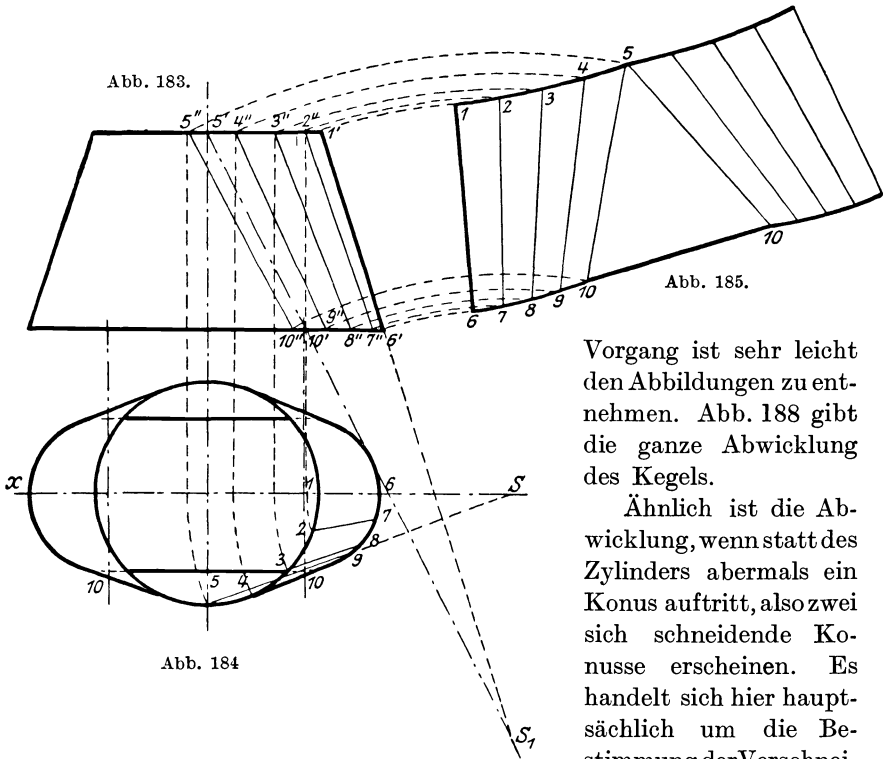 Abb. 183.
5" 5' 4" 3" 2" 1'
10" 10' 9" 8" 7" 6'
1 2 3 4 5
6 7 8 9 10
10
Abb. 185.
x 1 6 S
2 7
3 8
10 5 4 10 9
Abb. 184
S₁
Vorgang ist sehr leicht
den Abbildungen zu ent-
nehmen. Abb. 188 gibt
die ganze Abwicklung
des Kegels.
Ähnlich ist die Ab-
wicklung, wenn statt des
Zylinders abermals ein
Konus auftritt, also zwei
sich schneidende Ko-
nusse erscheinen. Es
handelt sich hier haupt-
sächlich um die Be-